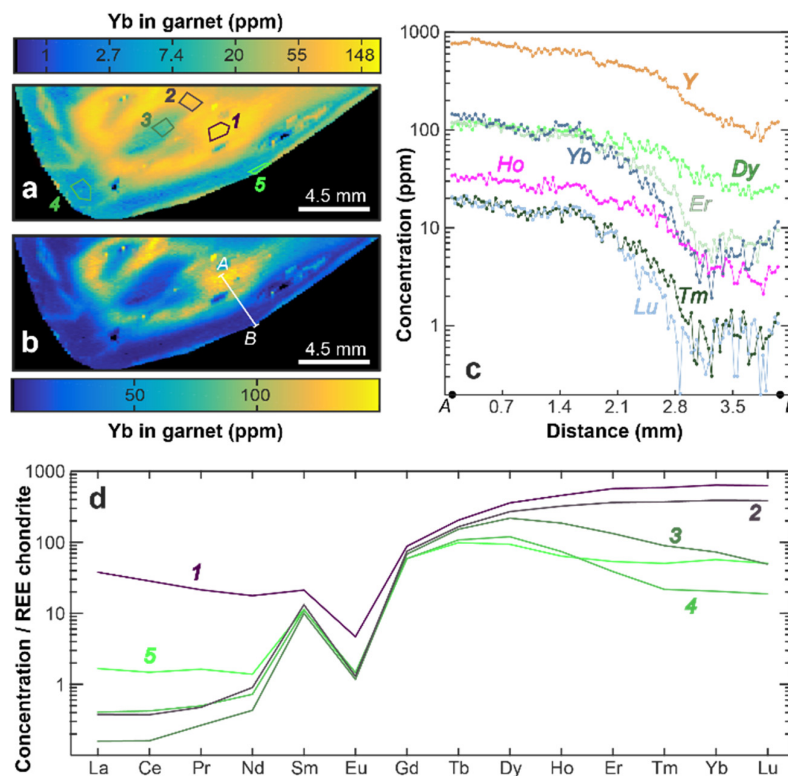 Yb in garnet (ppm)
1 2.7 7.4 20 55 148
2
3
1
4
5
a
4.5 mm
A
B
b
4.5 mm
50 100
Yb in garnet (ppm)
Concentration (ppm)
1000
100
10
1
Y
Yb
Dy
Ho
Er
Tm
Lu
c
A 0.7 1.4 2.1 2.8 3.5
Distance (mm)
Concentration / REE chondrite
1000
100
10
1
d
1
2
3
4
5
La Ce Pr Nd Sm Eu Gd Tb Dy Ho Er Tm Yb Lu